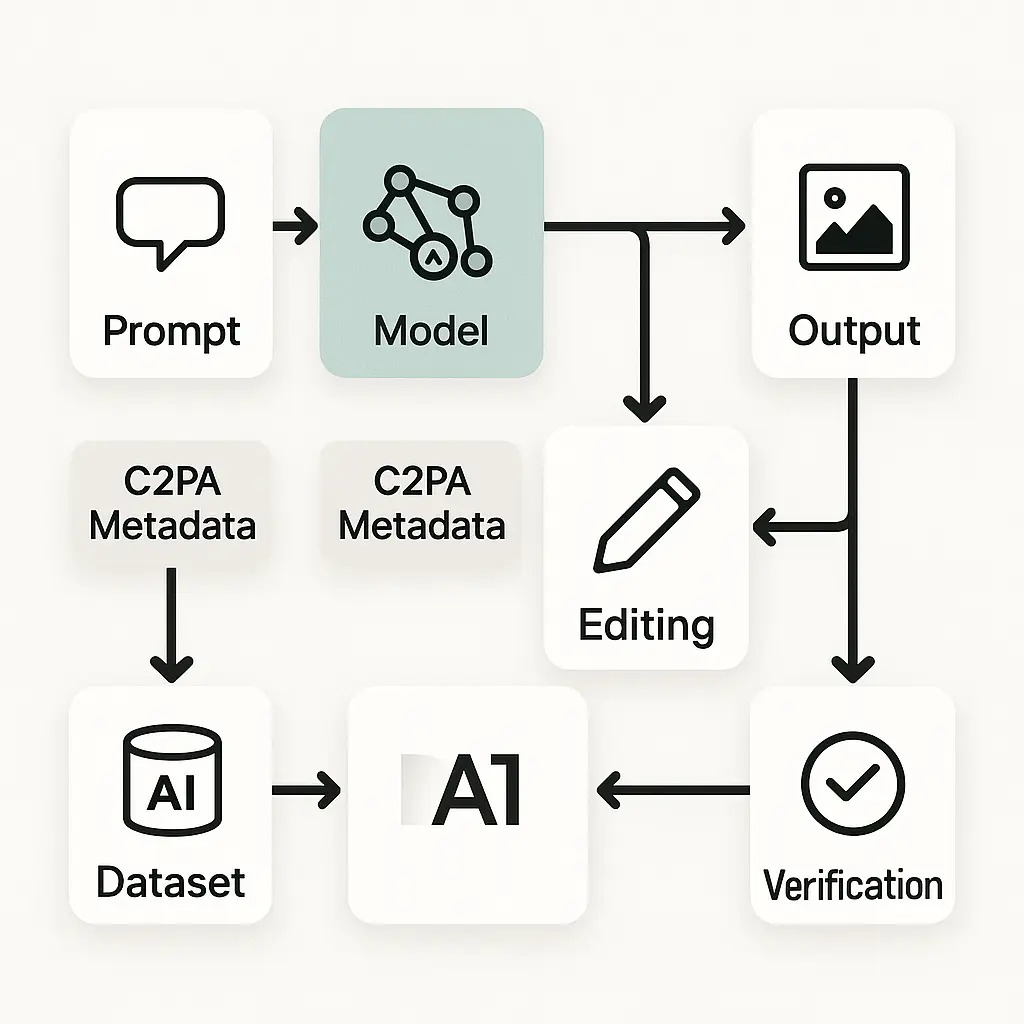 Prompt
Model
Output
C2PA
Metadata
C2PA
Metadata
Editing
AI
Dataset
A1
Verification